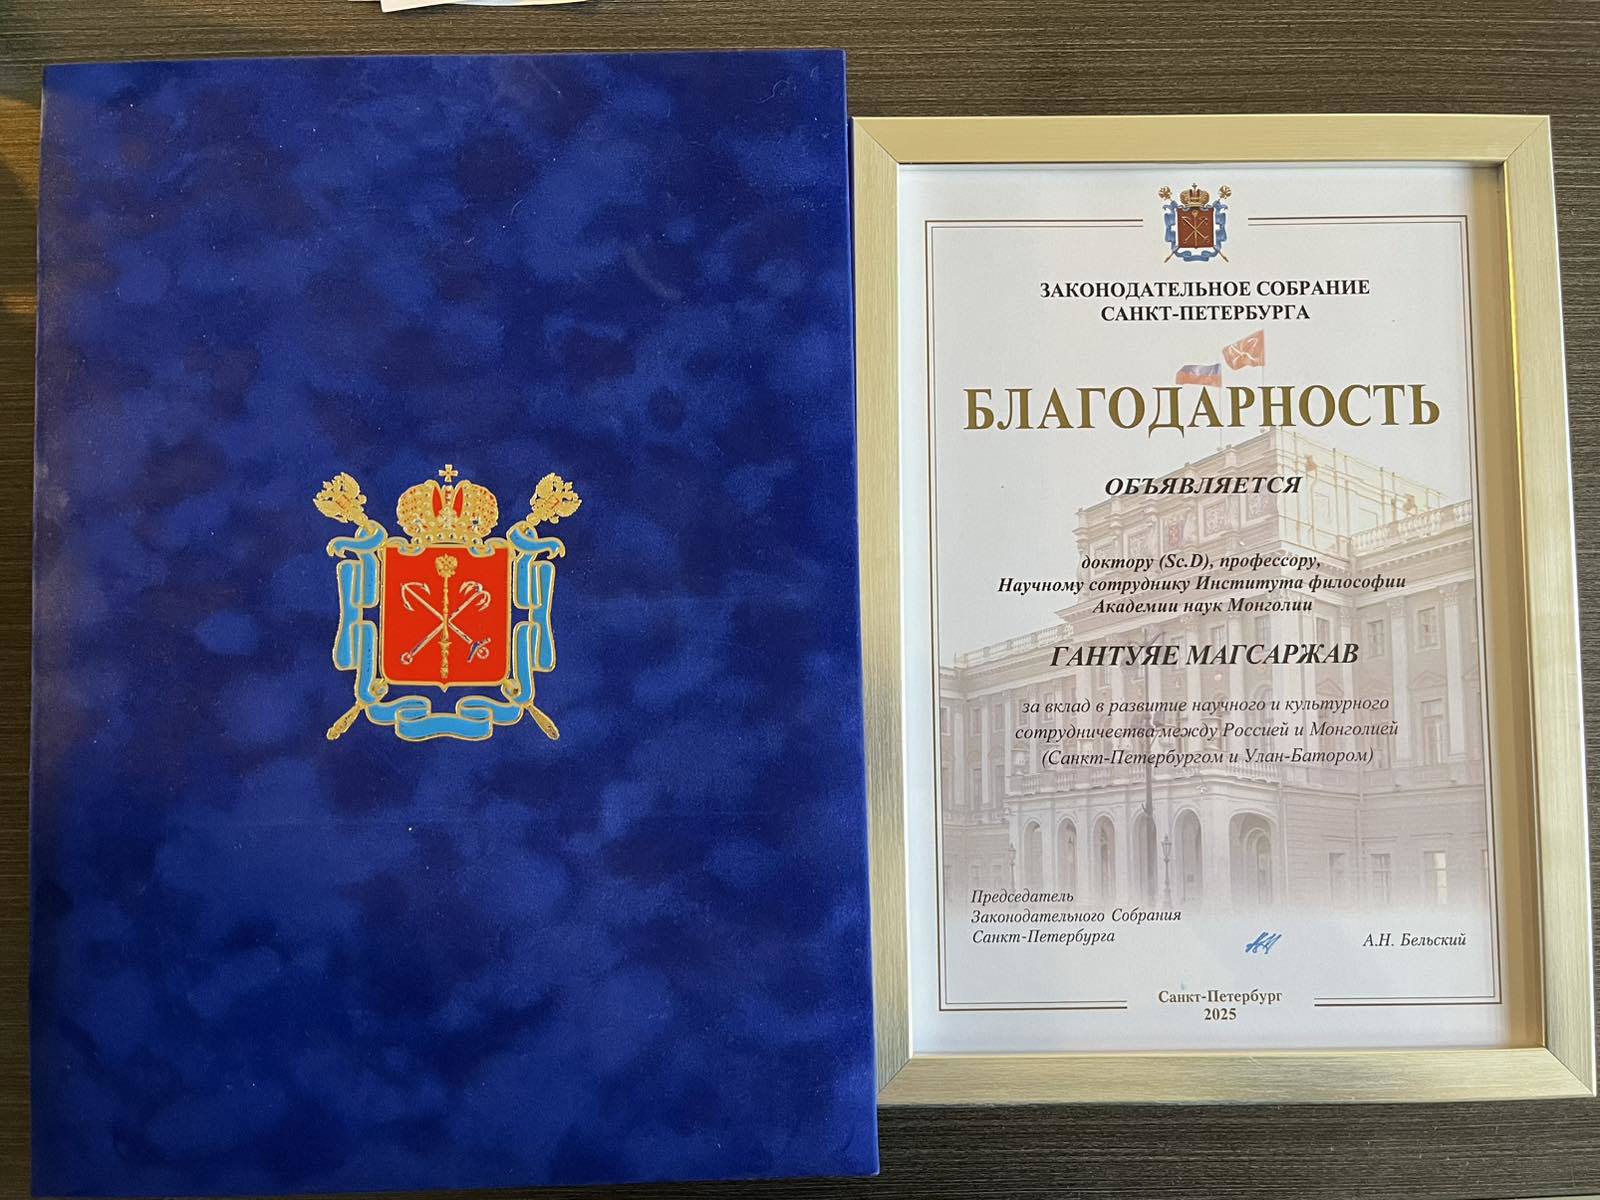 ЗАКОНОДАТЕЛЬНОЕ СОБРАНИЕ
САНКТ-ПЕТЕРБУРГА
БЛАГОДАРНОСТЬ
ОБЪЯВЛЯЕТСЯ
доктору (Sc.D), профессору,
Научному сотруднику Института философии
Академии наук Монголии
ГАНТУЯЕ МАГСАРЖАВ
за вклад в развитие научного и культурного
сотрудничества между Россией и Монголией
(Санкт-Петербургом и Улан-Батором)
Председатель
Законодательного Собрания
Санкт-Петербурга
А.Н. Бельский
Санкт-Петербург
2025